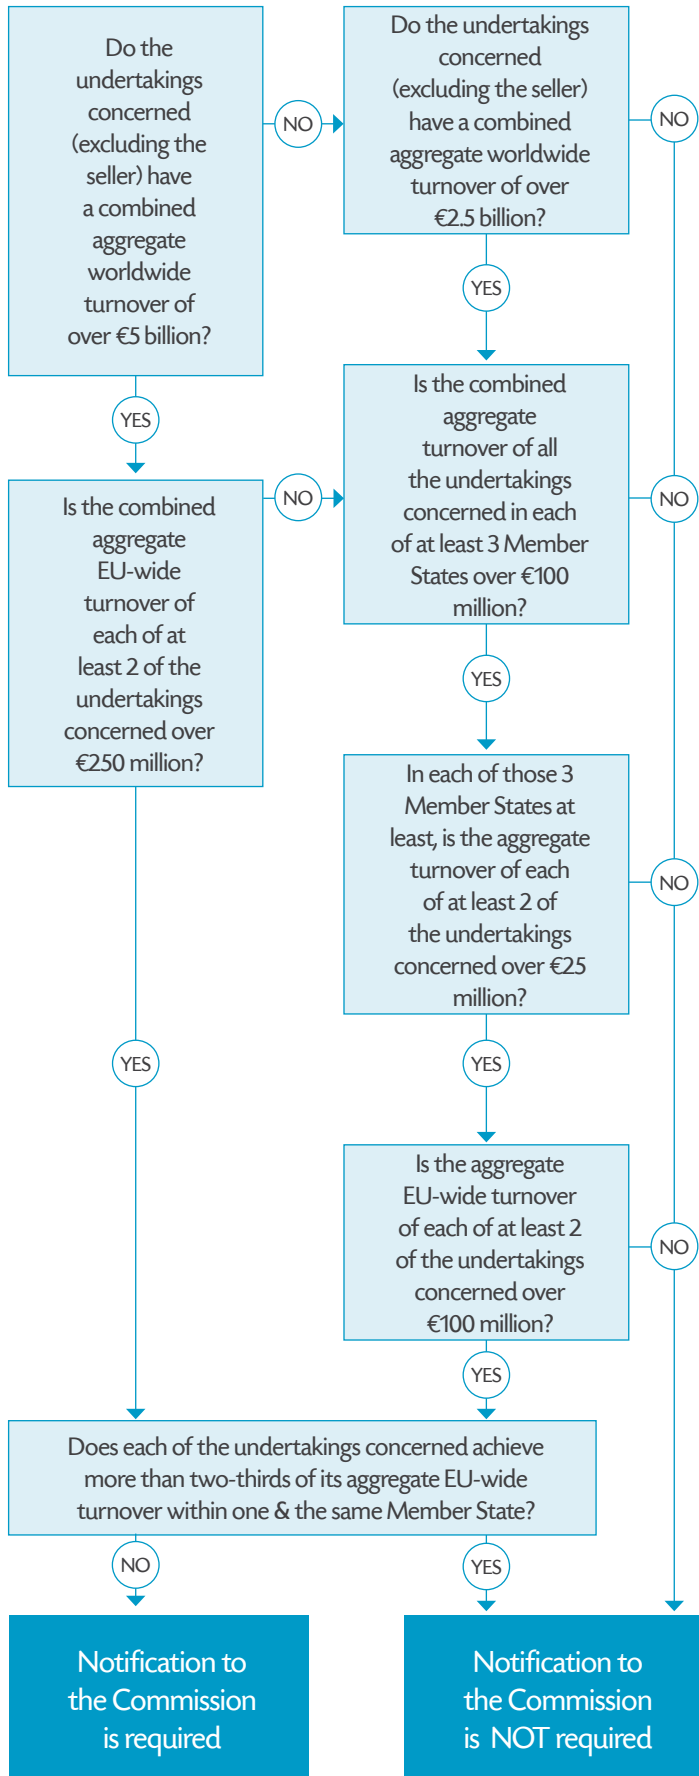 Do the
undertakings
concerned
(excluding the
seller) have
a combined
aggregate
worldwide
turnover of
over €5 billion?
NO
Do the undertakings
concerned
(excluding the seller)
have a combined
aggregate worldwide
turnover of over
€2.5 billion?
NO
YES
YES
Is the combined
aggregate
EU-wide
turnover of
each of at
least 2 of the
undertakings
concerned over
€250 million?
NO
Is the combined
aggregate
turnover of all
the undertakings
concerned in each
of at least 3 Member
States over €100
million?
NO
YES
In each of those 3
Member States at
least, is the aggregate
turnover of each
of at least 2 of
the undertakings
concerned over €25
million?
NO
YES
YES
Is the aggregate
EU-wide turnover
of each of at least 2
of the undertakings
concerned over
€100 million?
NO
YES
Does each of the undertakings concerned achieve
more than two-thirds of its aggregate EU-wide
turnover within one & the same Member State?
NO
YES
Notification to
the Commission
is required
Notification to
the Commission
is NOT required